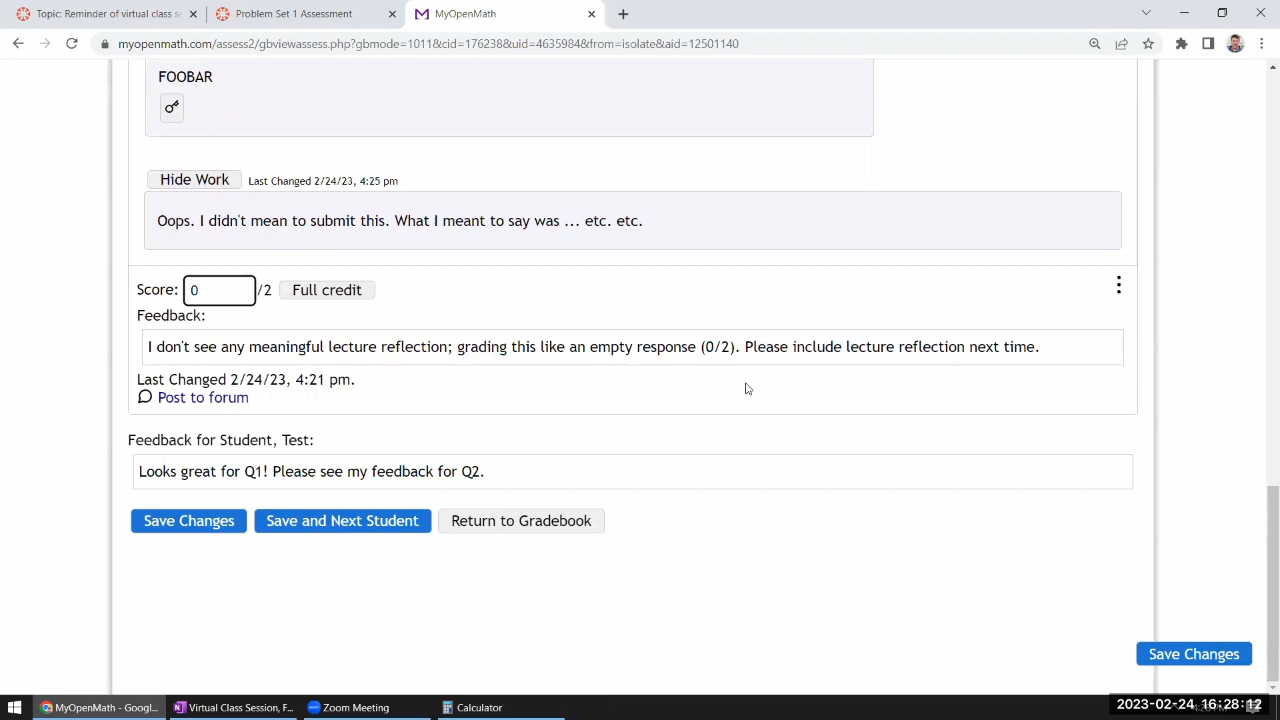 Topic: Reminder of virtual class s
Problem Set 1 Assessment
MyOpenMath
myopenmath.com/assess2/gbviewassess.php?gbmode=1011&cid=176238&uid=635984&from=isolate&aid=12501140
FOOBAR
Hide Work Last Changed 2/24/23, 4:25 pm
Oops. I didn't mean to submit this. What I meant to say was ... etc. etc.
Score: 0 /2 Full credit
Feedback:
I don't see any meaningful lecture reflection; grading this like an empty response (0/2). Please include lecture reflection next time.
Last Changed 2/24/23, 4:21 pm.
Post to forum
Feedback for Student, Test:
Looks great for Q1! Please see my feedback for Q2.
Save Changes Save and Next Student Return to Gradebook
Save Changes
MyOpenMath - Googl...
Virtual Class Session, F...
Zoom Meeting
Calculator
2023-02-24 16:28:12